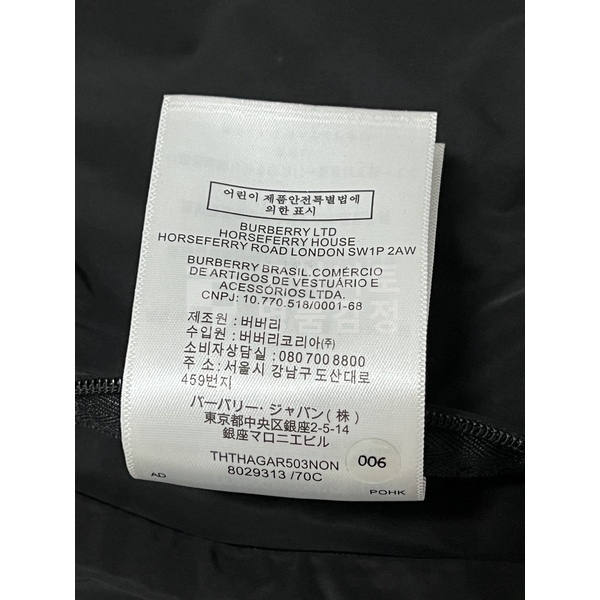 어린이 제품안전특별법에
의한 표시
BURBERRY LTD
HORSEFERRY HOUSE
HORSEFERRY ROAD LONDON SW1P 2AW
BURBERRY BRASIL COMÉRCIO
DE ARTIGOS DE VESTUÁRIO E
ACESSÓRIOS LTDA.
CNPJ: 10.770.518/0001-68
제조원 : 버버리
수입원 : 버버리코리아(주)
소비자상담실 : 080 700 8800
주 소 : 서울시 강남구 도산대로
459번지
バーバリー・ジャパン(株)
東京都中央区銀座2-5-14
銀座マロニエビル
THTHAGAR503NON
006
8029313 /70C
AD
POHK